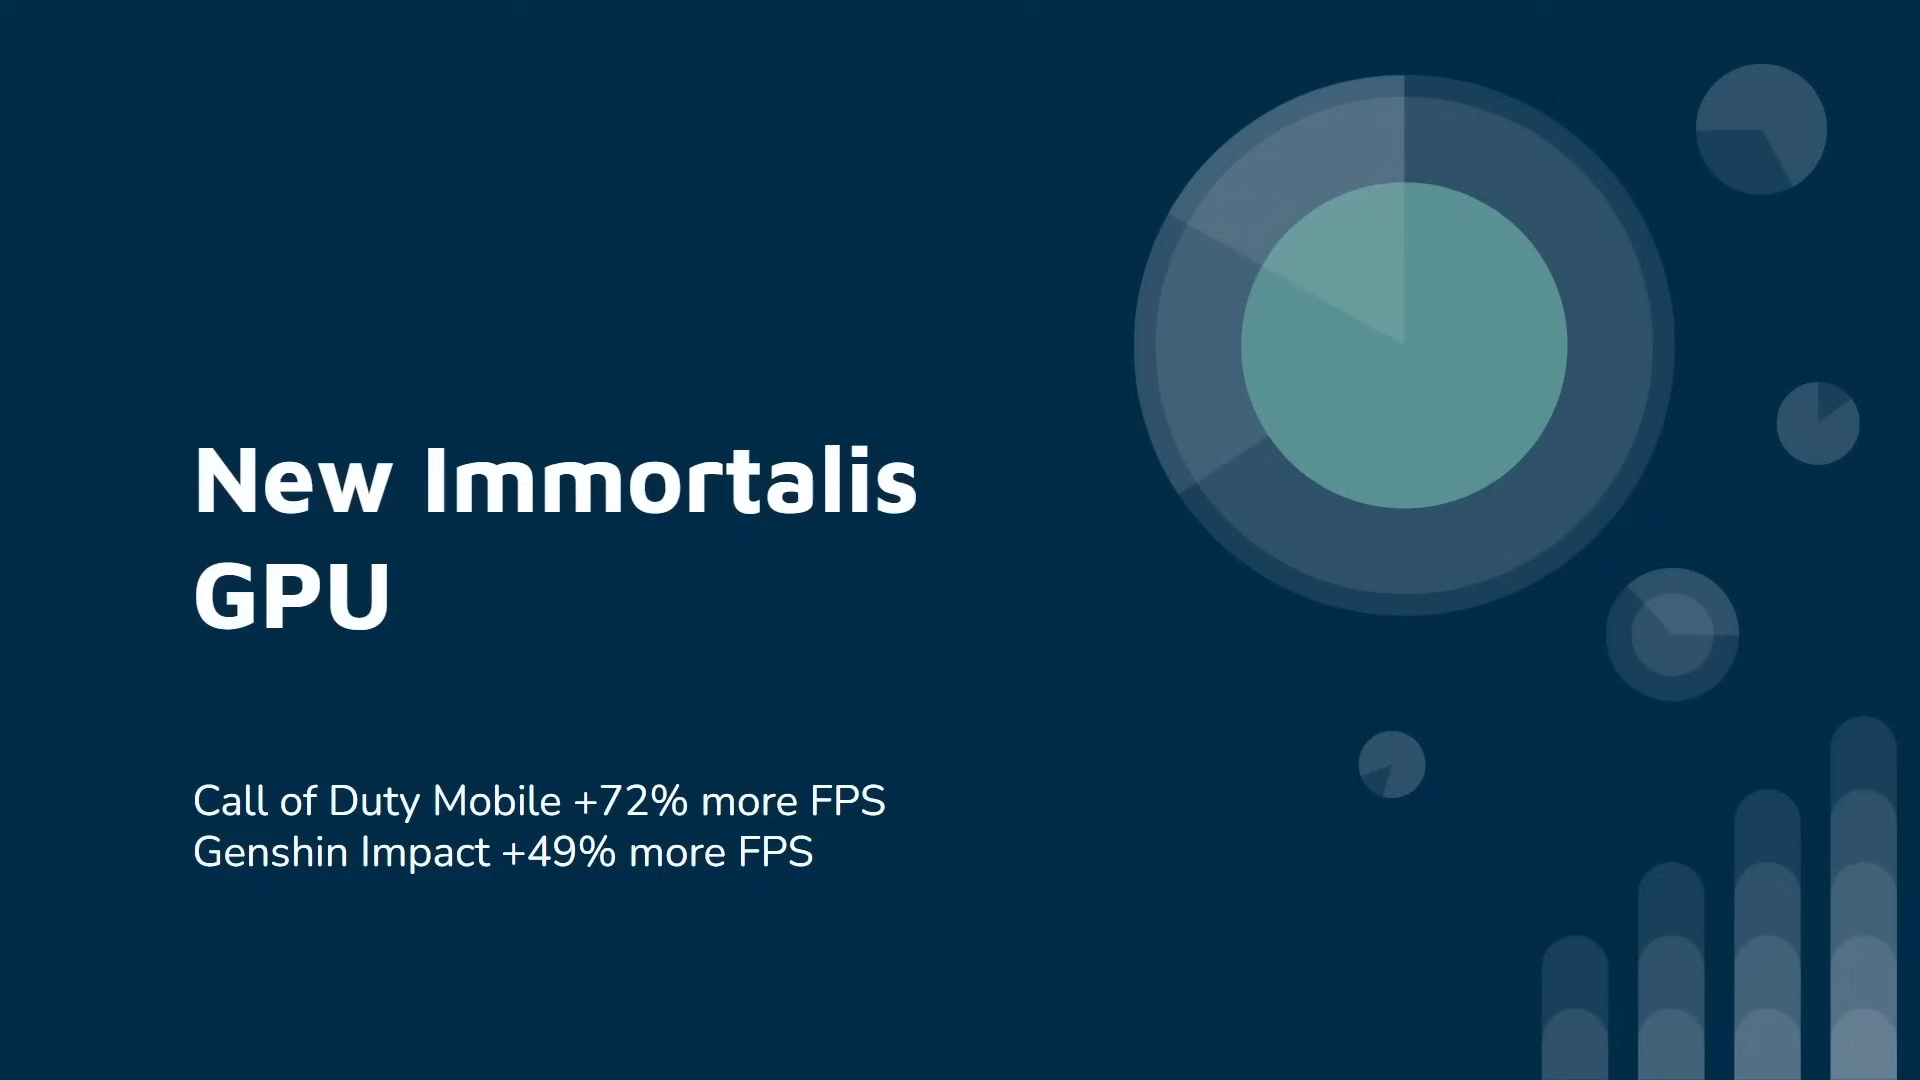 New Immortalis
GPU
Call of Duty Mobile +72% more FPS
Genshin Impact +49% more FPS